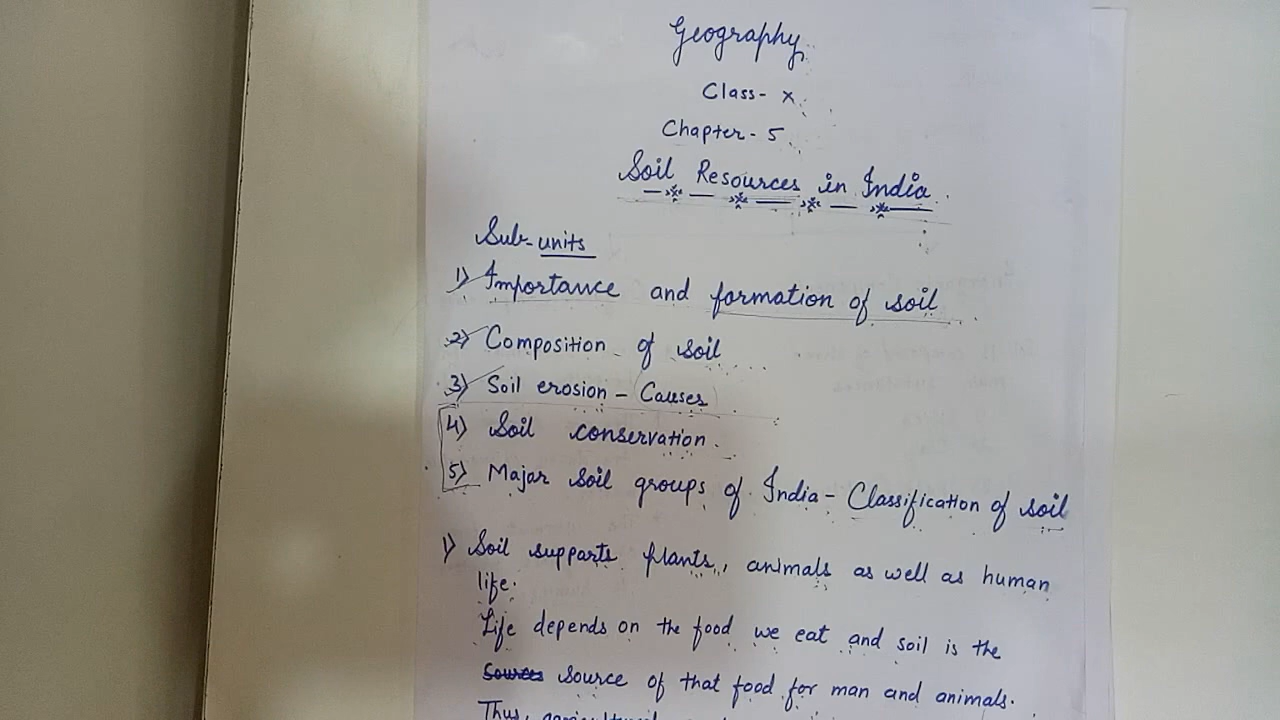 Geography
Class- X
Chapter- 5
Soil Resources in India
Sub-units
1) Importance and formation of soil
2) Composition of soil
3) Soil erosion - Causes
4) Soil conservation.
5) Majar soil groups of India - Classification of soil
1) Soil supparts plants, animals as well as human
life.
Life depends on the food we eat and soil is the
source of that food for man and animals.
Thus,